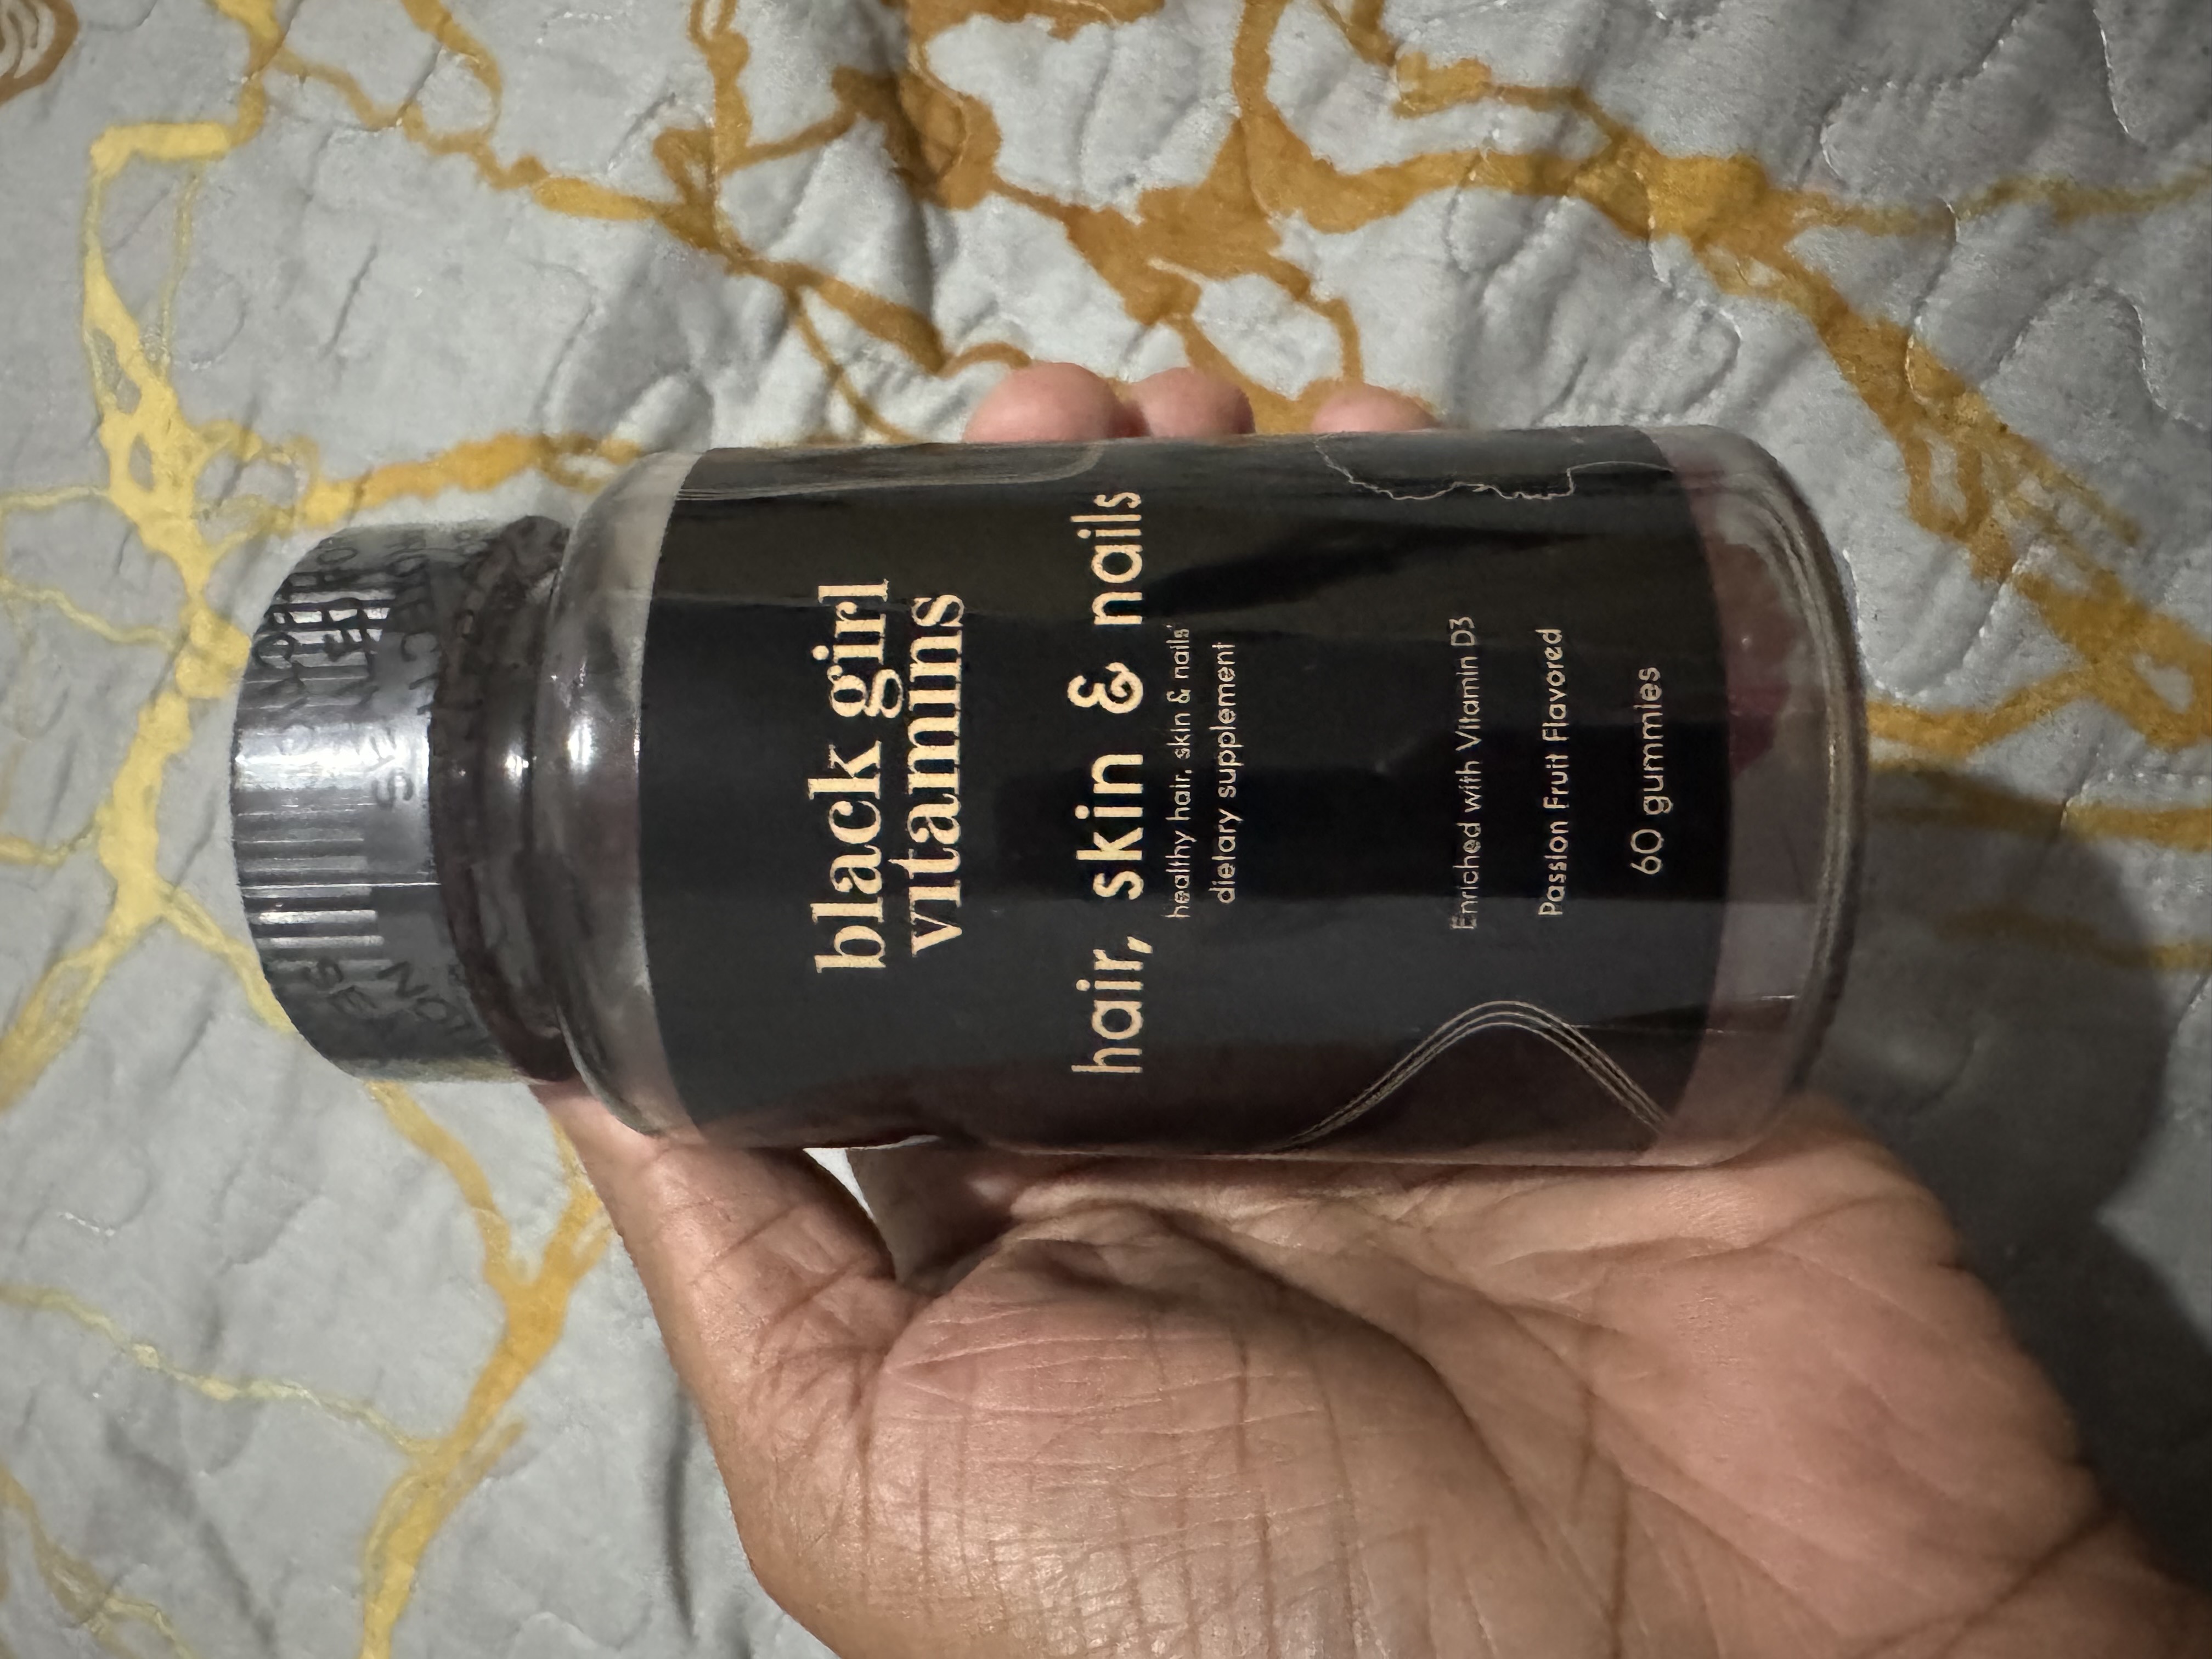 black girl
vitamins
hair, skin & nails
healthy hair, skin & nails*
dietary supplement
Enriched with Vitamin D3
Passion Fruit Flavored
60 gummies